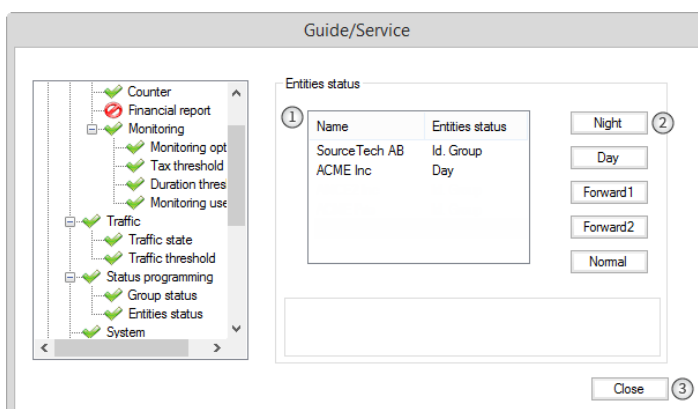 Guide/Service
Counter
Financial report
Monitoring
Monitoring opt
Tax threshold
Duration thres
Monitoring use
Traffic
Traffic state
Traffic threshold
Status programming
Group status
Entities status
System
Entities status
1
Name Entities status
SourceTech AB Id. Group
ACME Inc Day
Night 2
Day
Forward1
Forward2
Normal
Close 3